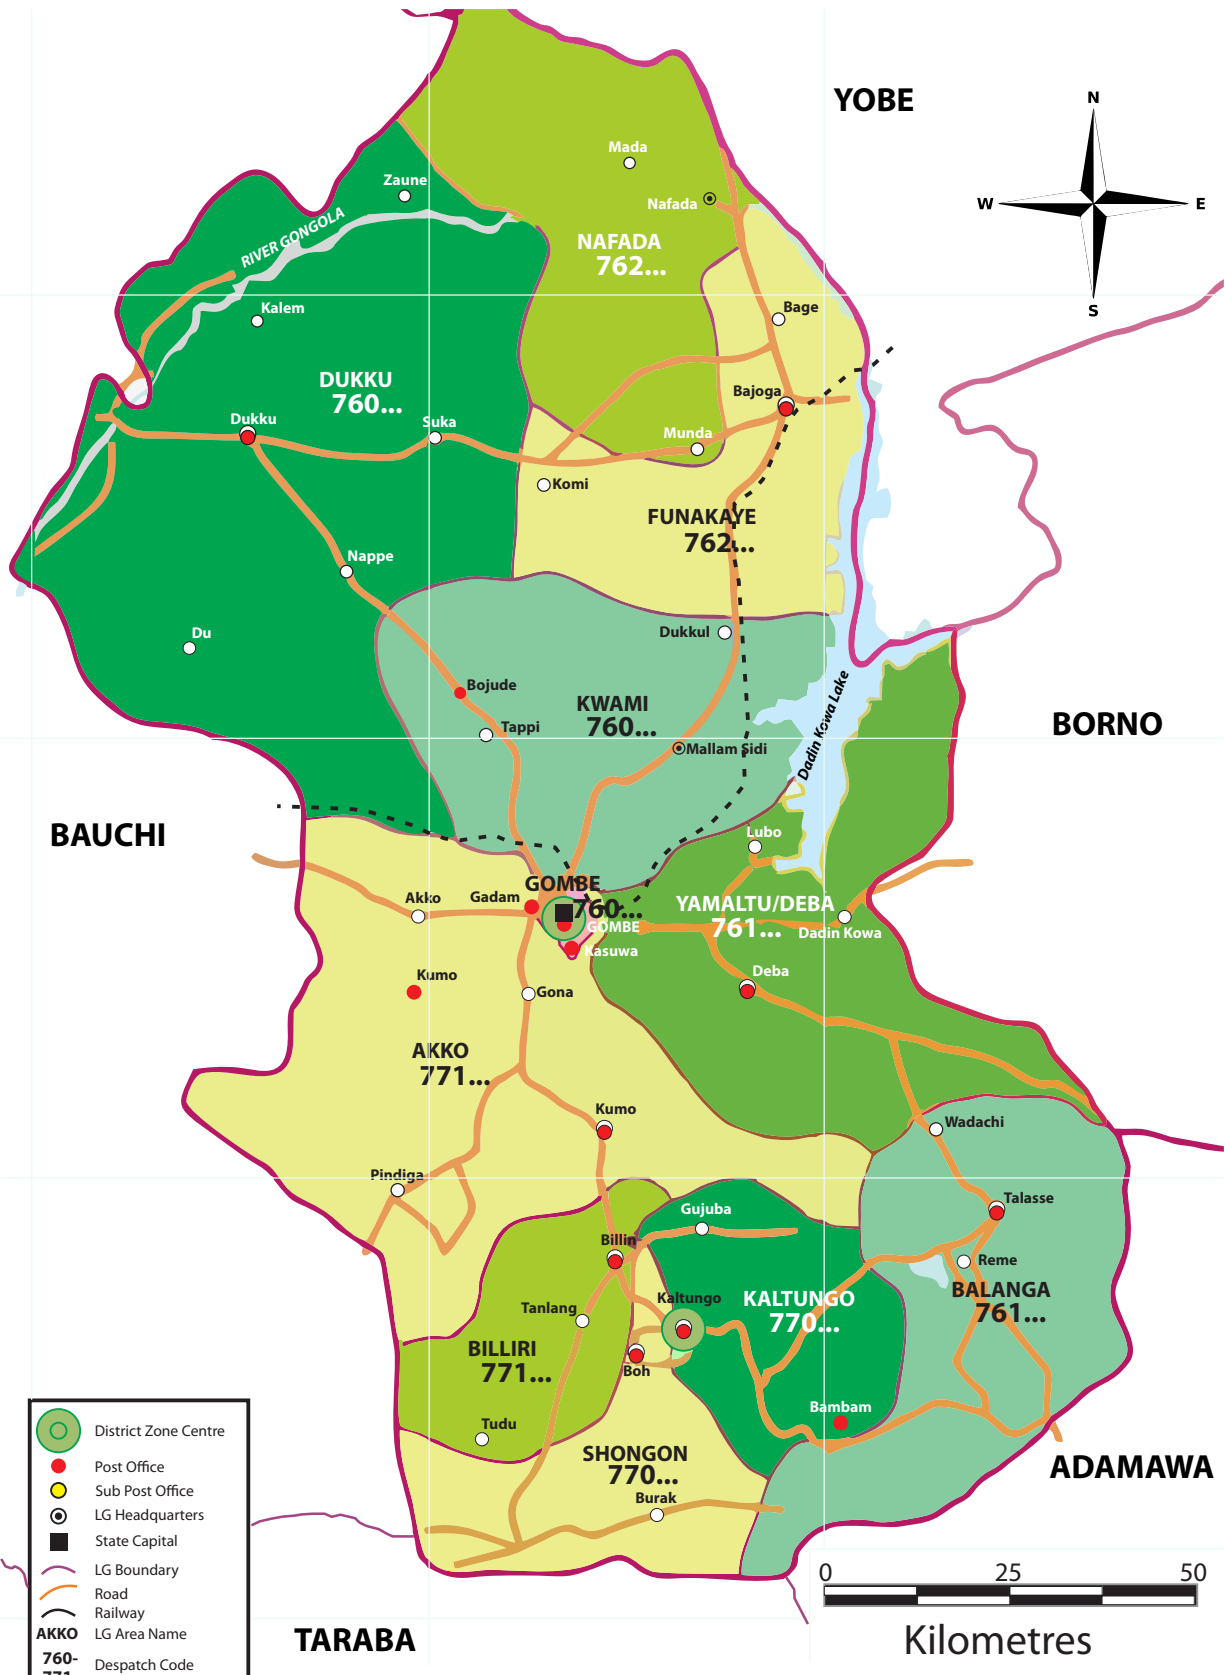 YOBE
N
W
E
S
Mada
Zaune
Nafada
RIVER GONGOLA
NAFADA
762...
Kalem
Bage
DUKKU
760...
Bajoga
Dukku
Suka
Munda
Komi
FUNAKAYE
762...
Nappe
Du
Dukkul
Bojude
KWAMI
760...
Tappi
Mallam Sidi
Dadin Kowa Lake
BORNO
BAUCHI
Lubo
GOMBE
760...
Akko
Gadam
YAMALTU/DEBA
761...
GOMBE
Dadin Kowa
Kasuwa
Deba
Kumo
Gona
AKKO
771...
Kumo
Wadachi
Pindiga
Talasse
Gujuba
Billin
Reme
Kaltungo
KALTUNGO
770...
BALANGA
761...
Tanlang
BILLIRI
771...
Boh
Bambam
Tudu
SHONGON
770...
ADAMAWA
Burak
District Zone Centre
Post Office
Sub Post Office
LG Headquarters
State Capital
LG Boundary
Road
Railway
AKKO LG Area Name
760-
771 Despatch Code
TARABA
0 25 50
Kilometres